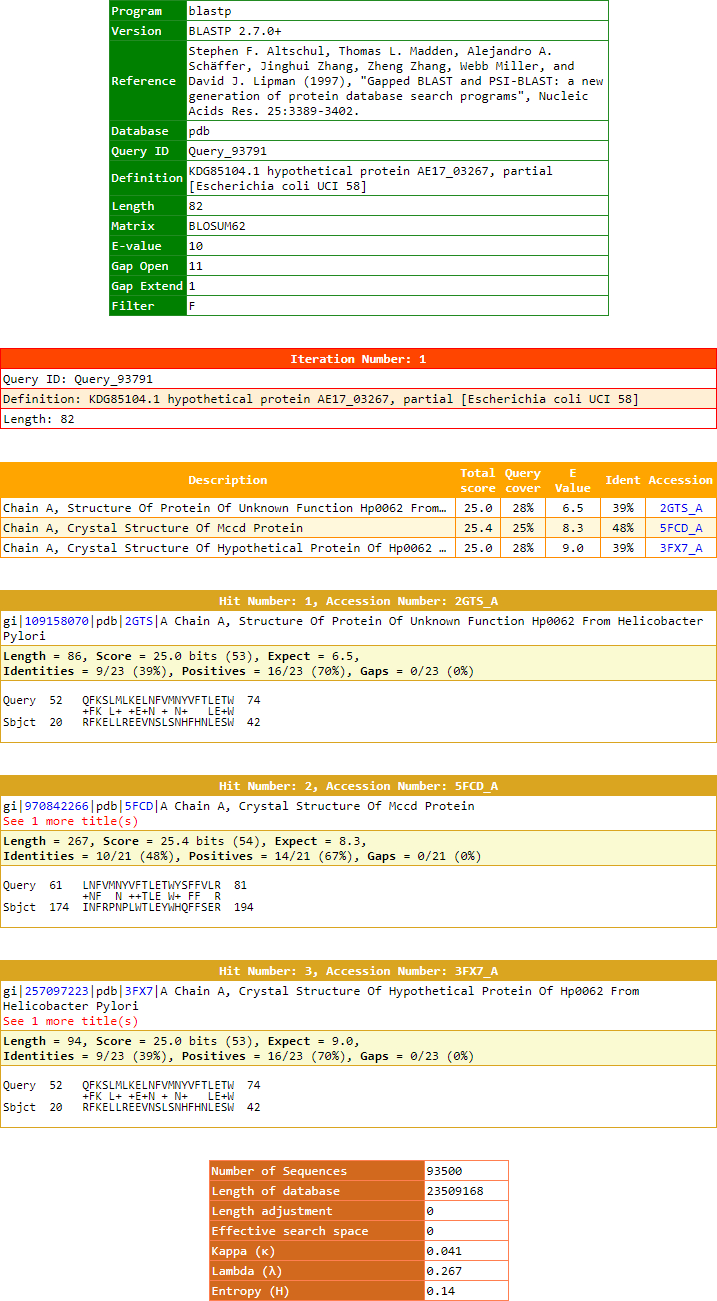 Program blastp
Version BLASTP 2.7.0+
Reference Stephen F. Altschul, Thomas L. Madden, Alejandro A.
Schäffer, Jinghui Zhang, Zheng Zhang, Webb Miller, and
David J. Lipman (1997), "Gapped BLAST and PSI-BLAST: a new
generation of protein database search programs", Nucleic
Acids Res. 25:3389-3402.
Database pdb
Query ID Query_93791
Definition KDG85104.1 hypothetical protein AE17_03267, partial
[Escherichia coli UCI 58]
Length 82
Matrix BLOSUM62
E-value 10
Gap Open 11
Gap Extend 1
Filter F
Iteration Number: 1
Query ID: Query_93791
Definition: KDG85104.1 hypothetical protein AE17_03267, partial [Escherichia coli UCI 58]
Length: 82
Description Total score Query cover E Value Ident Accession
Chain A, Structure Of Protein Of Unknown Function Hp0062 From… 25.0 28% 6.5 39% 2GTS_A
Chain A, Crystal Structure Of Mccd Protein 25.4 25% 8.3 48% 5FCD_A
Chain A, Crystal Structure Of Hypothetical Protein Of Hp0062 … 25.0 28% 9.0 39% 3FX7_A
Hit Number: 1, Accession Number: 2GTS_A
gi|109158070|pdb|2GTS|A Chain A, Structure Of Protein Of Unknown Function Hp0062 From Helicobacter
Pylori
Length = 86, Score = 25.0 bits (53), Expect = 6.5,
Identities = 9/23 (39%), Positives = 16/23 (70%), Gaps = 0/23 (0%)
Query 52 QFKSLMLKELNFVMNYVFTLETW 74
+FK L+ +E+N + N+   LE+W
Sbjct 20 RFKELLREEVNSLSNHFHNLESW 42
Hit Number: 2, Accession Number: 5FCD_A
gi|970842266|pdb|5FCD|A Chain A, Crystal Structure Of Mccd Protein
See 1 more title(s)
Length = 267, Score = 25.4 bits (54), Expect = 8.3,
Identities = 10/21 (48%), Positives = 14/21 (67%), Gaps = 0/21 (0%)
Query 61 LNFVMNYVFTLETWYSFFVLR 81
+NF  N ++TLE W+ FF  R
Sbjct 174 INFRPNPLWTLEYWHQFFSER 194
Hit Number: 3, Accession Number: 3FX7_A
gi|257097223|pdb|3FX7|A Chain A, Crystal Structure Of Hypothetical Protein Of Hp0062 From
Helicobacter Pylori
See 1 more title(s)
Length = 94, Score = 25.0 bits (53), Expect = 9.0,
Identities = 9/23 (39%), Positives = 16/23 (70%), Gaps = 0/23 (0%)
Query 52 QFKSLMLKELNFVMNYVFTLETW 74
+FK L+ +E+N + N+   LE+W
Sbjct 20 RFKELLREEVNSLSNHFHNLESW 42
Number of Sequences 93500
Length of database 23509168
Length adjustment 0
Effective search space 0
Kappa (κ) 0.041
Lambda (λ) 0.267
Entropy (H) 0.14